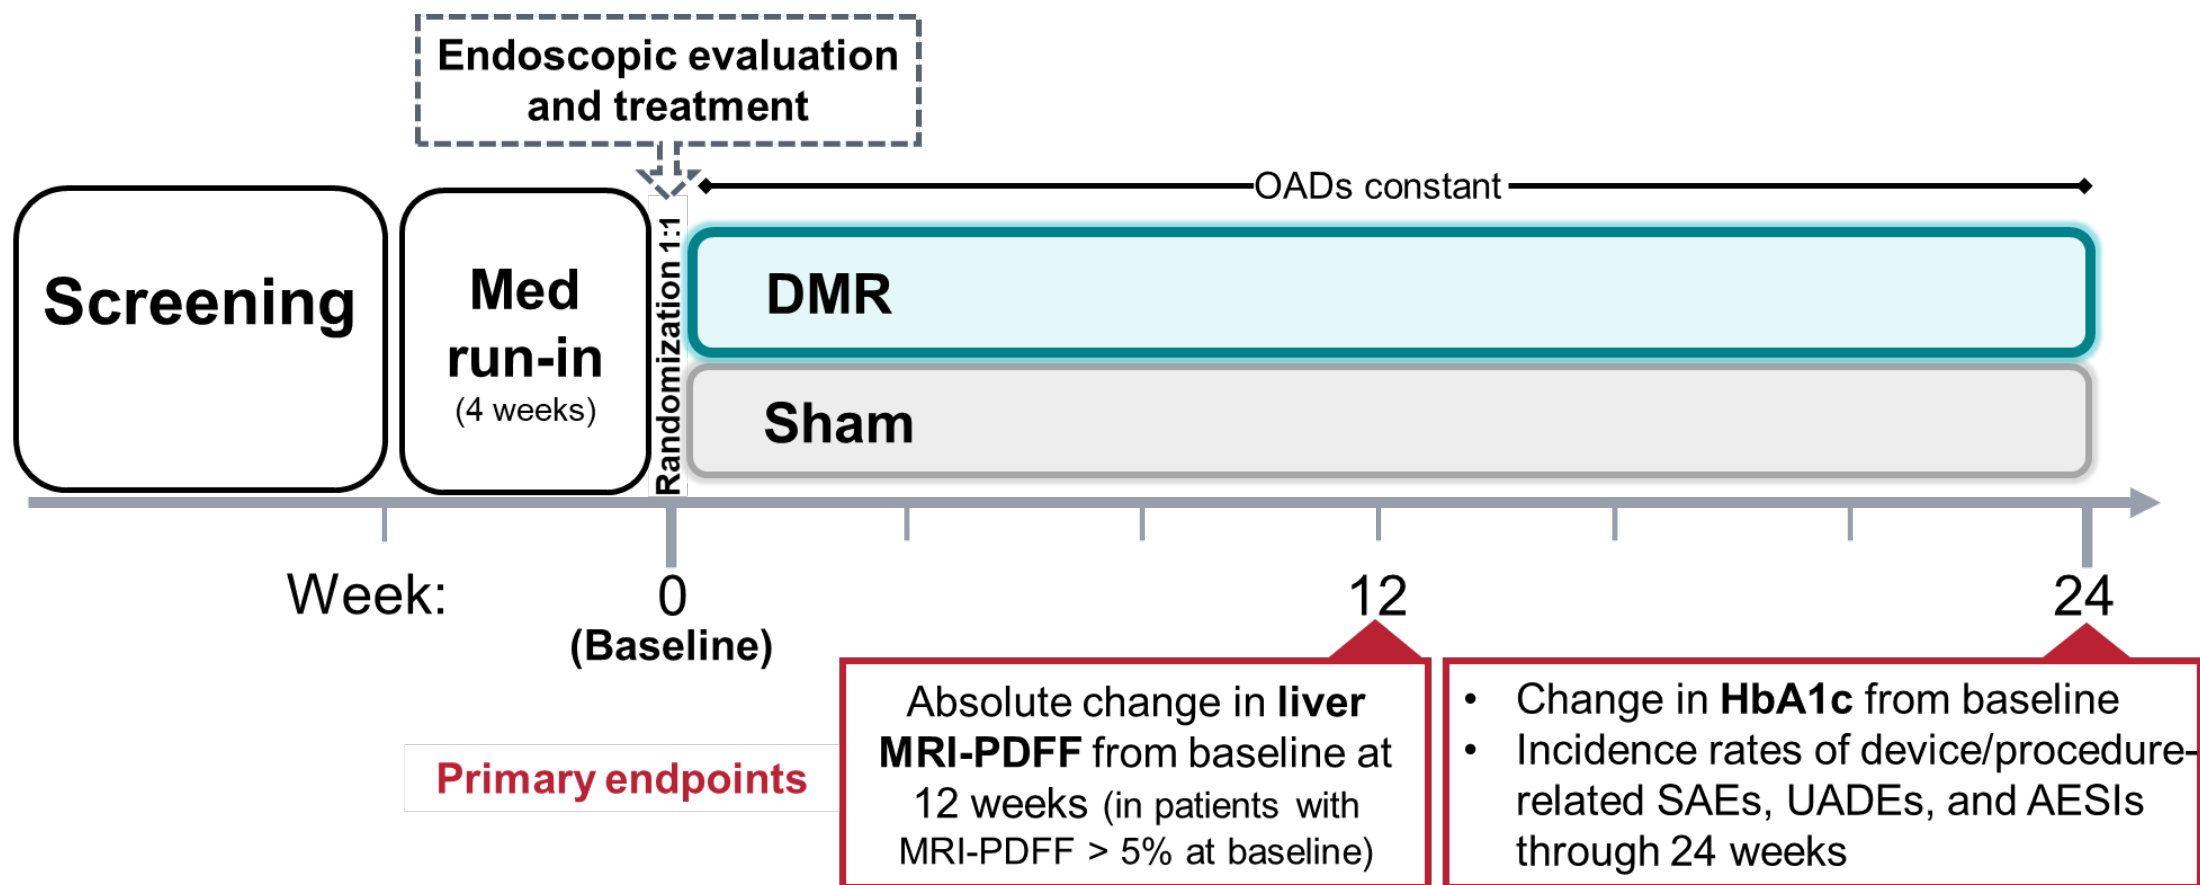 Endoscopic evaluation
and treatment
OADs constant
Screening
Med
run-in
(4 weeks)
Randomization 1:1
DMR
Sham
Week:
0
12
24
(Baseline)
Primary endpoints
Absolute change in liver
MRI-PDFF from baseline at
12 weeks (in patients with
MRI-PDFF > 5% at baseline)
• Change in HbA1c from baseline
• Incidence rates of device/procedure-
related SAEs, UADEs, and AESIs
through 24 weeks